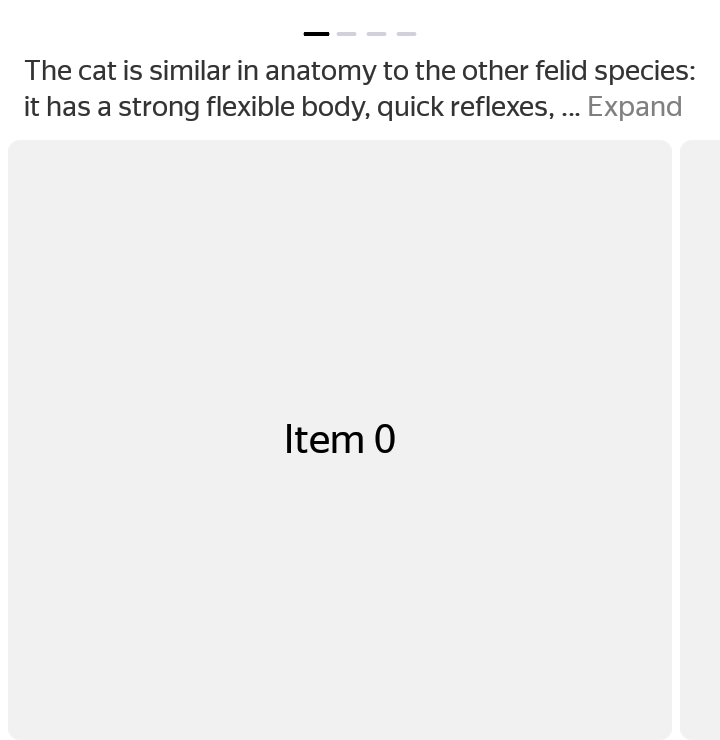 The cat is similar in anatomy to the other felid species:
it has a strong flexible body, quick reflexes, ... Expand
Item 0